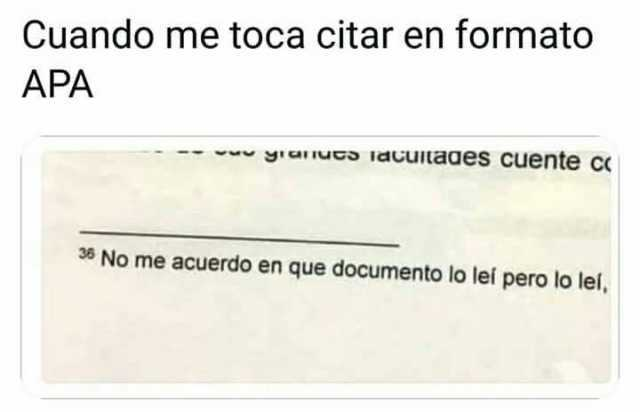 Cuando me toca citar en formato
APA
grandes facultades cuente
36 No me acuerdo en que documento lo leí pero lo leí,